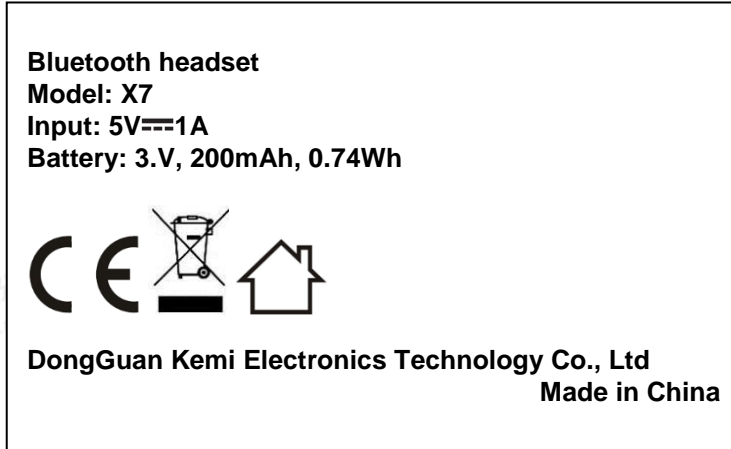 Bluetooth headset
Model: X7
Input: 5V⎓1A
Battery: 3.V, 200mAh, 0.74Wh
CE
DongGuan Kemi Electronics Technology Co., Ltd
Made in China